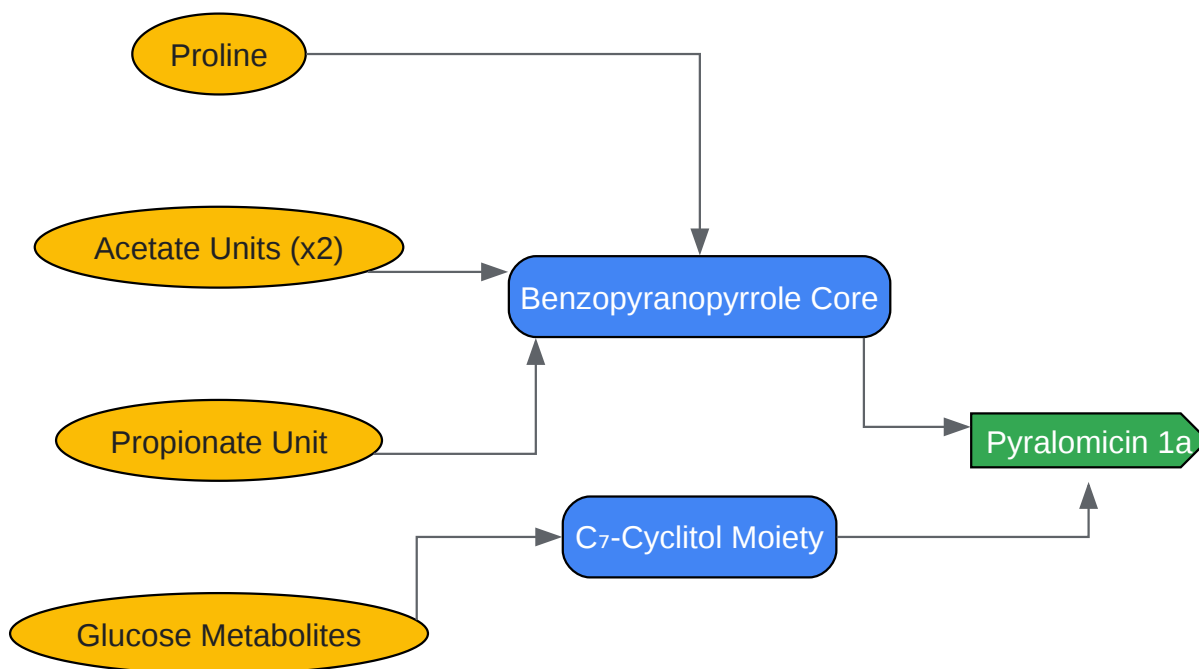 Proline
Acetate Units (x2)
Benzopyranopyrrole Core
Propionate Unit
Pyralomicin 1a
C₇-Cyclitol Moiety
Glucose Metabolites